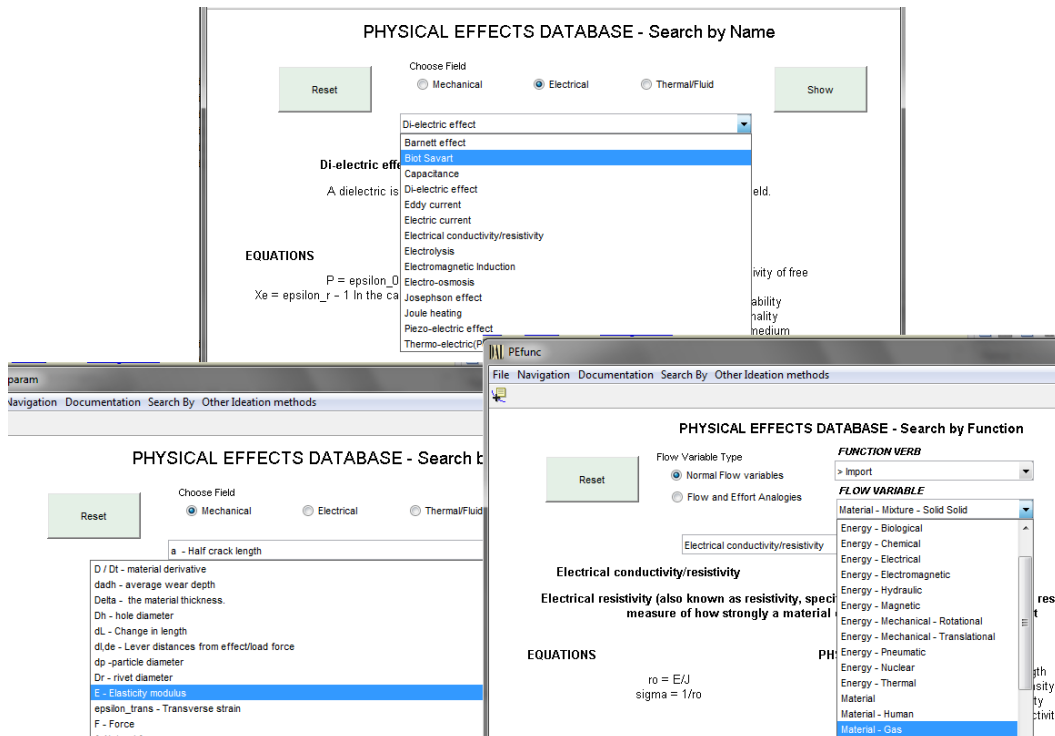 PHYSICAL EFFECTS DATABASE - Search by Name
Choose Field
Reset
Mechanical
Electrical
Thermal/Fluid
Show
Di-electric effect
Barnett effect
Biot Savart
Capacitance
Di-electric effect
Eddy current
Electric current
Electrical conductivity/resistivity
Electrolysis
Electromagnetic Induction
Electro-osmosis
Josephson effect
Joule heating
Piezo-electric effect
Thermo-electric(P
Di-electric effe
A dielectric is
eld.
EQUATIONS
P = epsilon_0
ivity of free
Xe = epsilon_r - 1 In the ca
ability
nality
medium
param
Navigation Documentation Search By Other Ideation methods
PHYSICAL EFFECTS DATABASE - Search b
Choose Field
Reset
Mechanical
Electrical
Thermal/Fluid
a - Half crack length
D / Dt - material derivative
dadh - average wear depth
Delta - the material thickness.
Dh - hole diameter
dL - Change in length
dl,de - Lever distances from effect/load force
dp -particle diameter
Dr - rivet diameter
E - Elasticity modulus
epsilon_trans - Transverse strain
F - Force
PEfunc
File Navigation Documentation Search By Other Ideation methods
PHYSICAL EFFECTS DATABASE - Search by Function
Flow Variable Type
FUNCTION VERB
Reset
Normal Flow variables
> Import
Flow and Effort Analogies
FLOW VARIABLE
Material - Mixture - Solid Solid
Energy - Biological
Energy - Chemical
Energy - Electrical
Energy - Electromagnetic
Energy - Hydraulic
Energy - Magnetic
Energy - Mechanical - Rotational
Energy - Mechanical - Translational
Energy - Pneumatic
Energy - Nuclear
Energy - Thermal
Material
Material - Human
Material - Gas
Electrical conductivity/resistivity
Electrical conductivity/resistivity
Electrical resistivity (also known as resistivity, speci
res
measure of how strongly a material
t
EQUATIONS
PH
ro = E/J
sigma = 1/ro
gth
sity
ty
ctivit